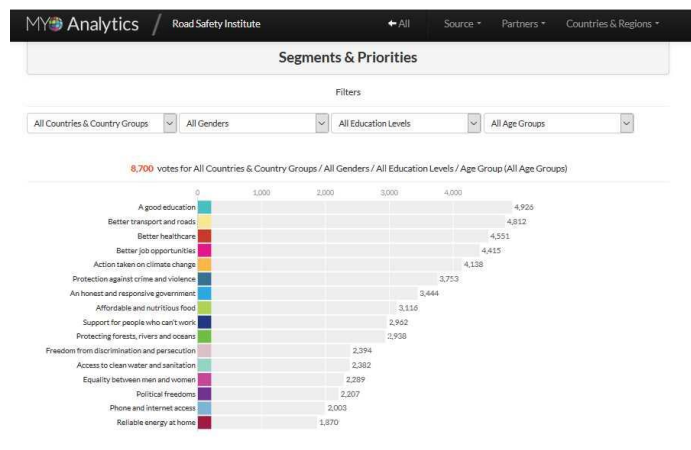 MY Analytics / Road Safety Institute All Source Partners Countries & Regions
Segments & Priorities
Filters
All Countries & Country Groups All Genders All Education Levels All Age Groups
8,700 votes for All Countries & Country Groups / All Genders / All Education Levels / Age Group (All Age Groups)
0 1,000 2,000 3,000 4,000
A good education 4,926
Better transport and roads 4,812
Better healthcare 4,551
Better job opportunities 4,415
Action taken on climate change 4,138
Protection against crime and violence 3,753
An honest and responsive government 3,444
Affordable and nutritious food 3,116
Support for people who can't work 2,962
Protecting forests, rivers and oceans 2,938
Freedom from discrimination and persecution 2,394
Access to clean water and sanitation 2,382
Equality between men and women 2,289
Political freedoms 2,207
Phone and internet access 2,003
Reliable energy at home 1,870